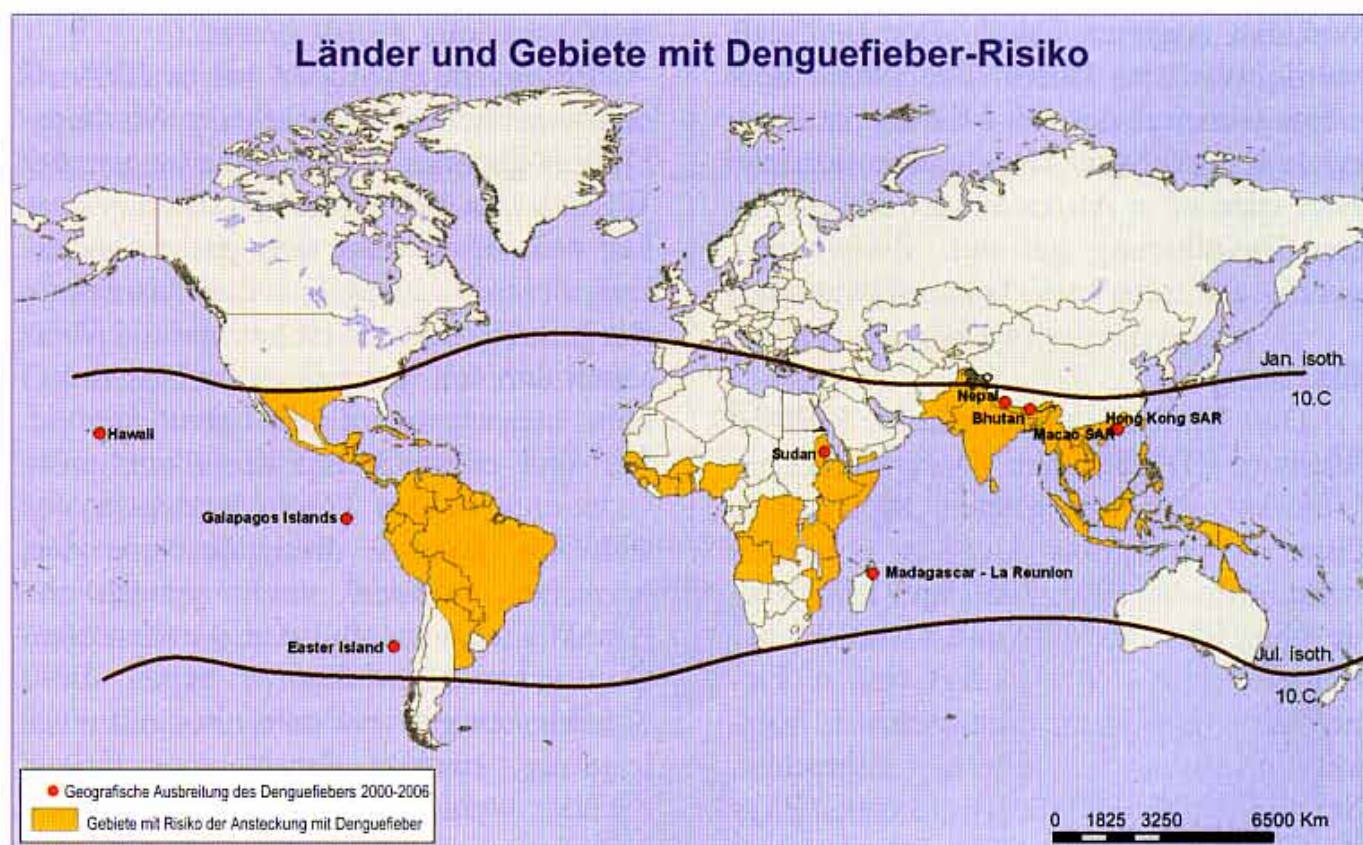 Länder und Gebiete mit Denguefieber-Risiko
Jan. isoth.
10.C
Nepal
Bhutan
Hong Kong SAR
Macao SAR
Hawaii
Sudan
Galapagos Islands
Madagascar - La Reunion
Easter Island
Jul. isoth.
10.C
Geografische Ausbreitung des Denguefiebers 2000-2006
Gebiete mit Risiko der Ansteckung mit Denguefieber
0 1825 3250 6500 Km